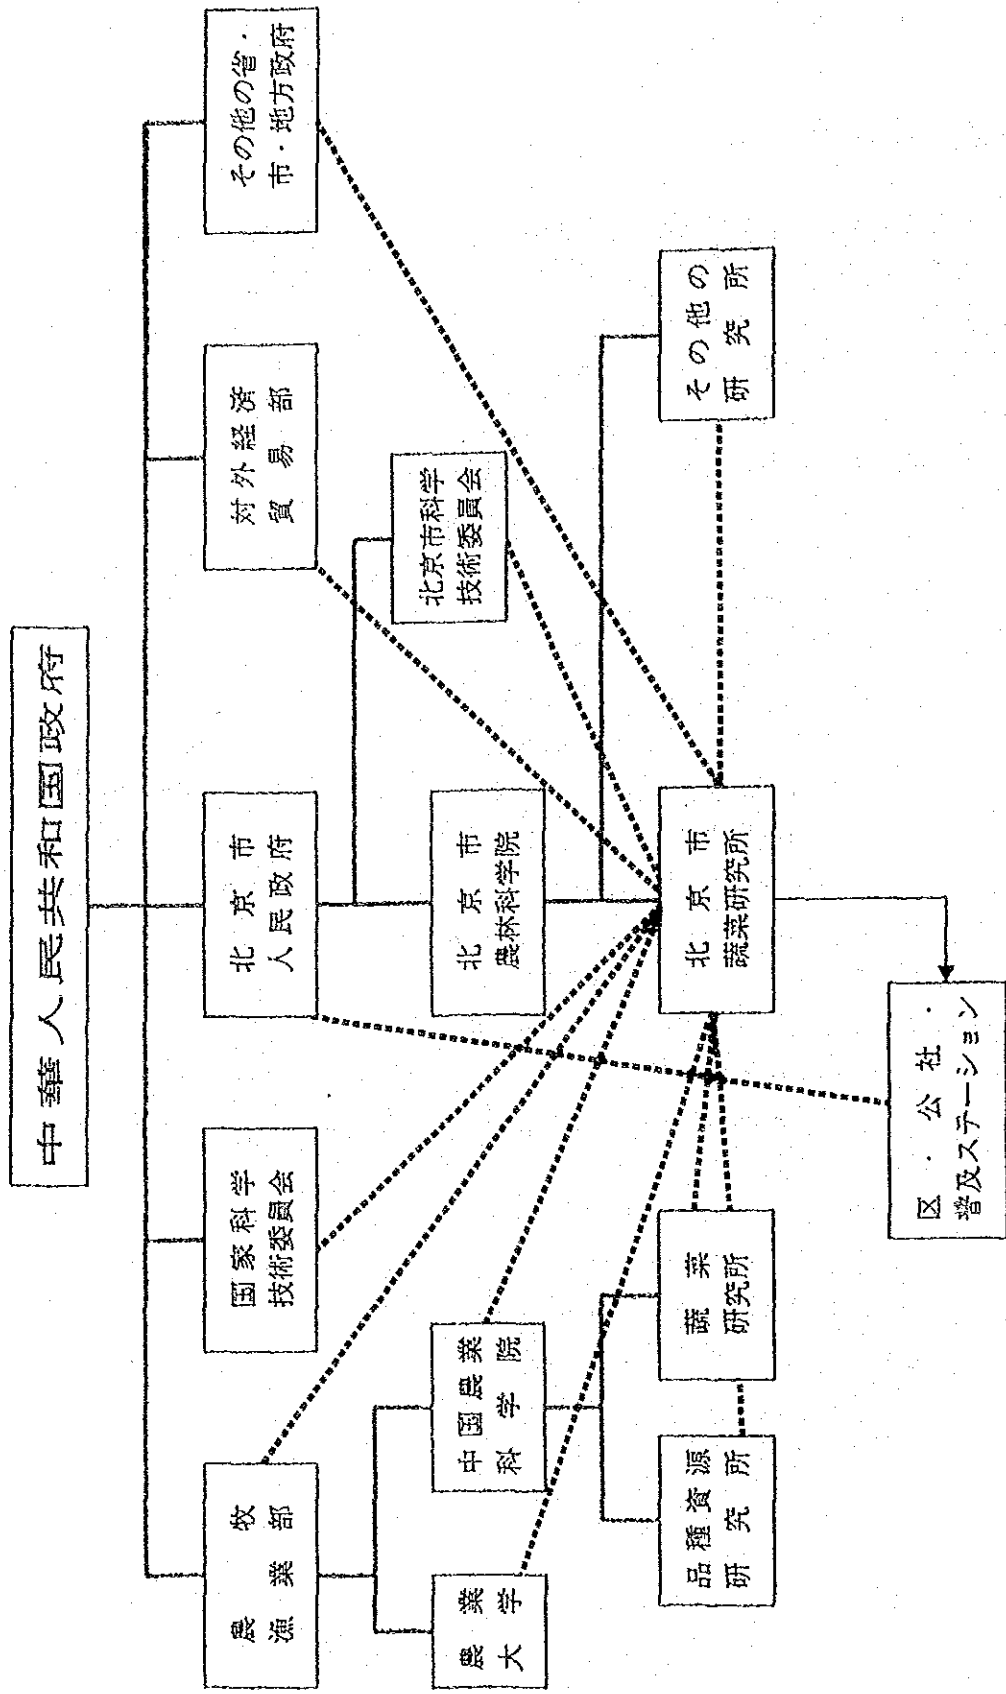 中華人民共和国政府
農牧
漁業部
国家科学
技術委員会
北京市
人民政府
対外経済
貿易部
その他の省・
市・地方政府
農業
大学
中国農業
科学院
北京市
農林科学院
北京市科学
技術委員会
品種資源
研究所
蔬菜
研究所
北京市
蔬菜研究所
その他の
研究所
区・公社・
普及ステーション